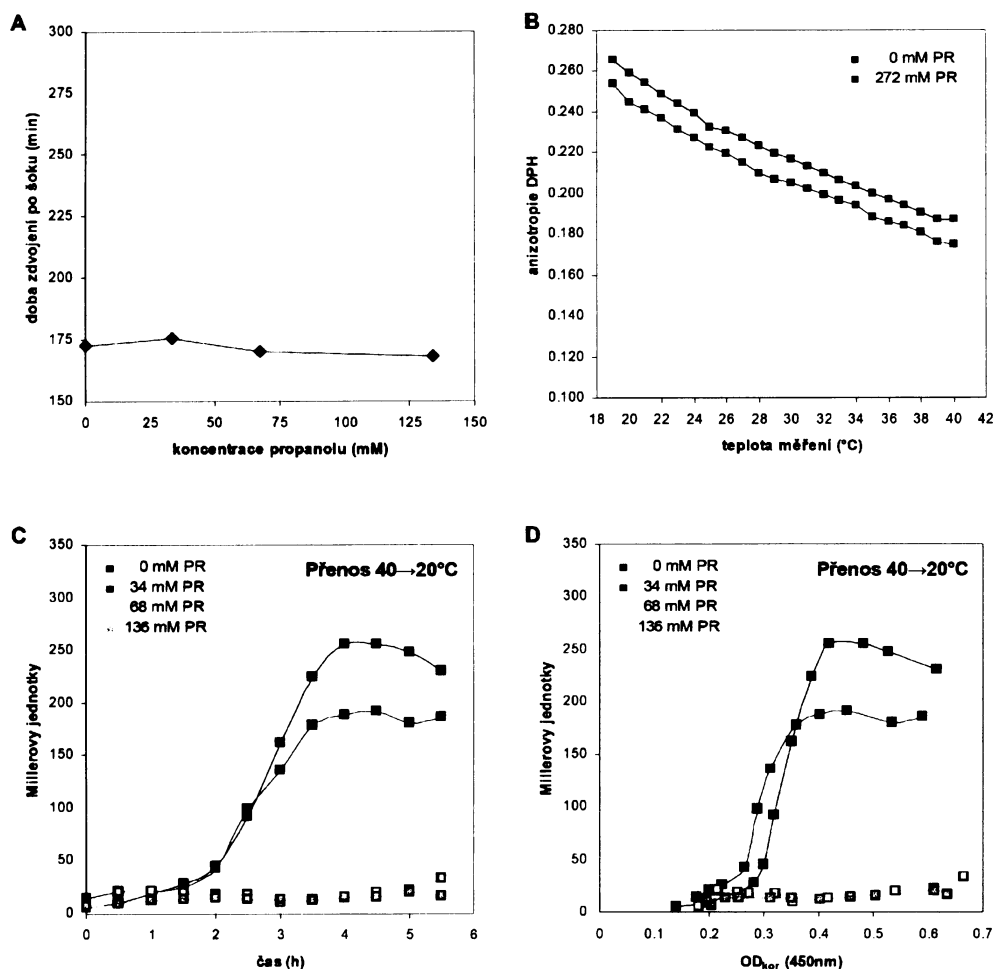 A
300
275
250
225
200
175
150
doba zdvojení po šoku (min)
0 25 50 75 100 125 150
koncentrace propanolu (mM)
B
0.280
0.260
0.240
0.220
0.200
0.180
0.160
0.140
0.120
0.100
anizotropie DPH
0 mM PR
272 mM PR
18 20 22 24 26 28 30 32 34 36 38 40 42
teplota měření (°C)
C
350
300
250
200
150
100
50
0
Millerovy jednotky
0 mM PR
34 mM PR
68 mM PR
136 mM PR
Přenos 40→20°C
0 1 2 3 4 5 6
čas (h)
D
350
300
250
200
150
100
50
0
Millerovy jednotky
0 mM PR
34 mM PR
68 mM PR
136 mM PR
Přenos 40→20°C
0 0.1 0.2 0.3 0.4 0.5 0.6 0.7
ODkor (450nm)